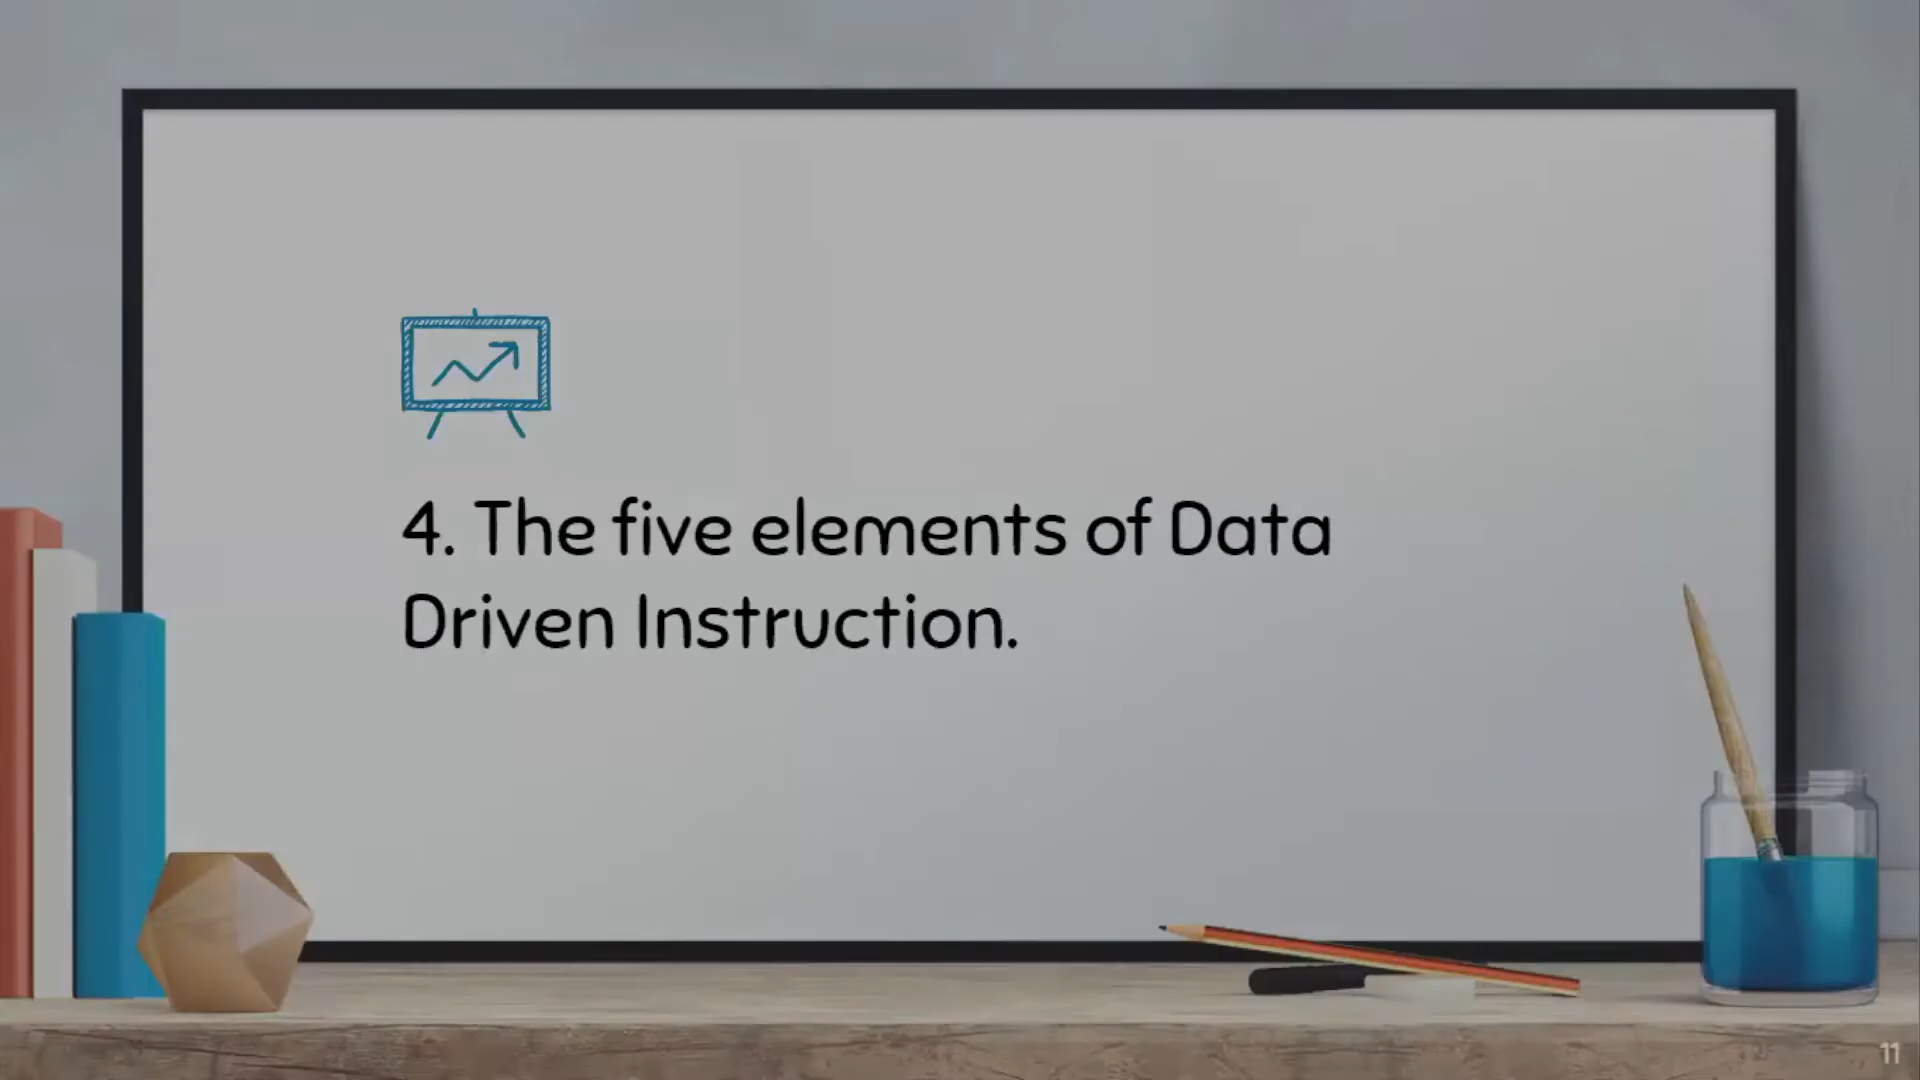 4. The five elements of Data
Driven Instruction.
11